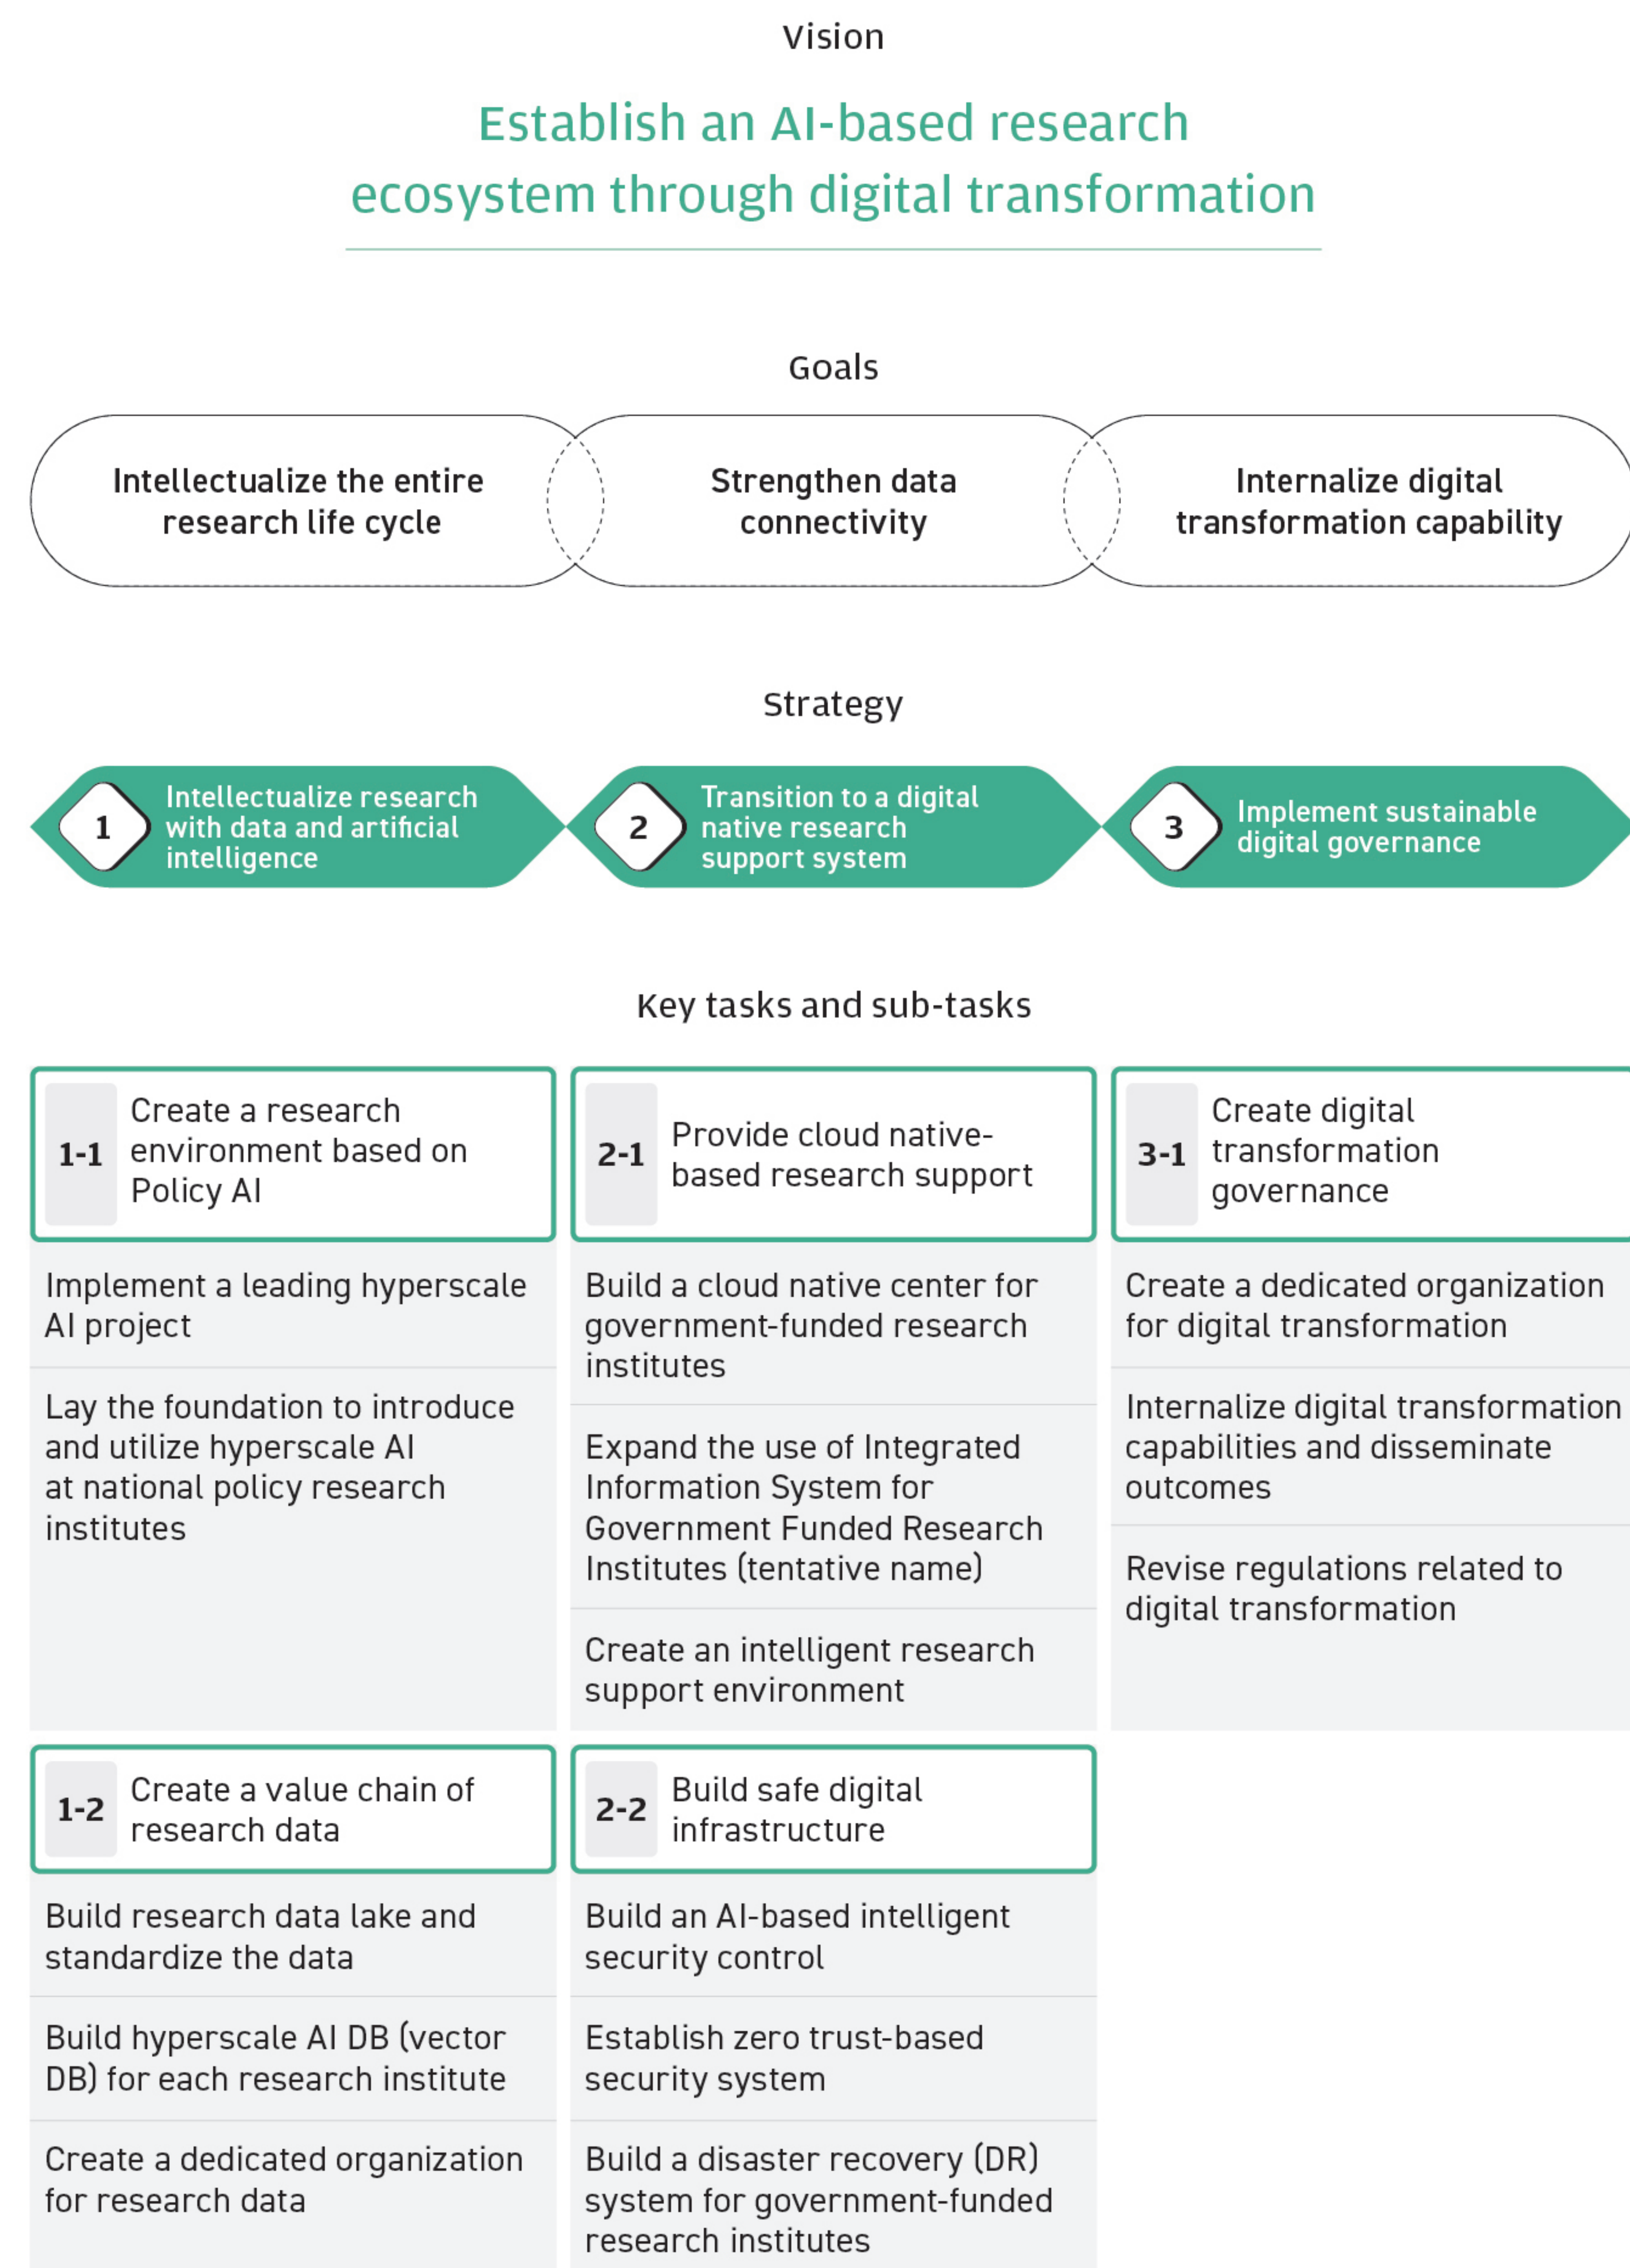 Vision
Establish an AI-based research
ecosystem through digital transformation
Goals
Intellectualize the entire
research life cycle
Strengthen data
connectivity
Internalize digital
transformation capability
Strategy
1
Intellectualize research
with data and artificial
intelligence
2
Transition to a digital
native research
support system
3
Implement sustainable
digital governance
Key tasks and sub-tasks
1-1
Create a research
environment based on
Policy AI
Implement a leading hyperscale
AI project
Lay the foundation to introduce
and utilize hyperscale AI
at national policy research
institutes
2-1
Provide cloud native-
based research support
Build a cloud native center for
government-funded research
institutes
Expand the use of Integrated
Information System for
Government Funded Research
Institutes (tentative name)
Create an intelligent research
support environment
3-1
Create digital
transformation
governance
Create a dedicated organization
for digital transformation
Internalize digital transformation
capabilities and disseminate
outcomes
Revise regulations related to
digital transformation
1-2
Create a value chain of
research data
Build research data lake and
standardize the data
Build hyperscale AI DB (vector
DB) for each research institute
Create a dedicated organization
for research data
2-2
Build safe digital
infrastructure
Build an AI-based intelligent
security control
Establish zero trust-based
security system
Build a disaster recovery (DR)
system for government-funded
research institutes